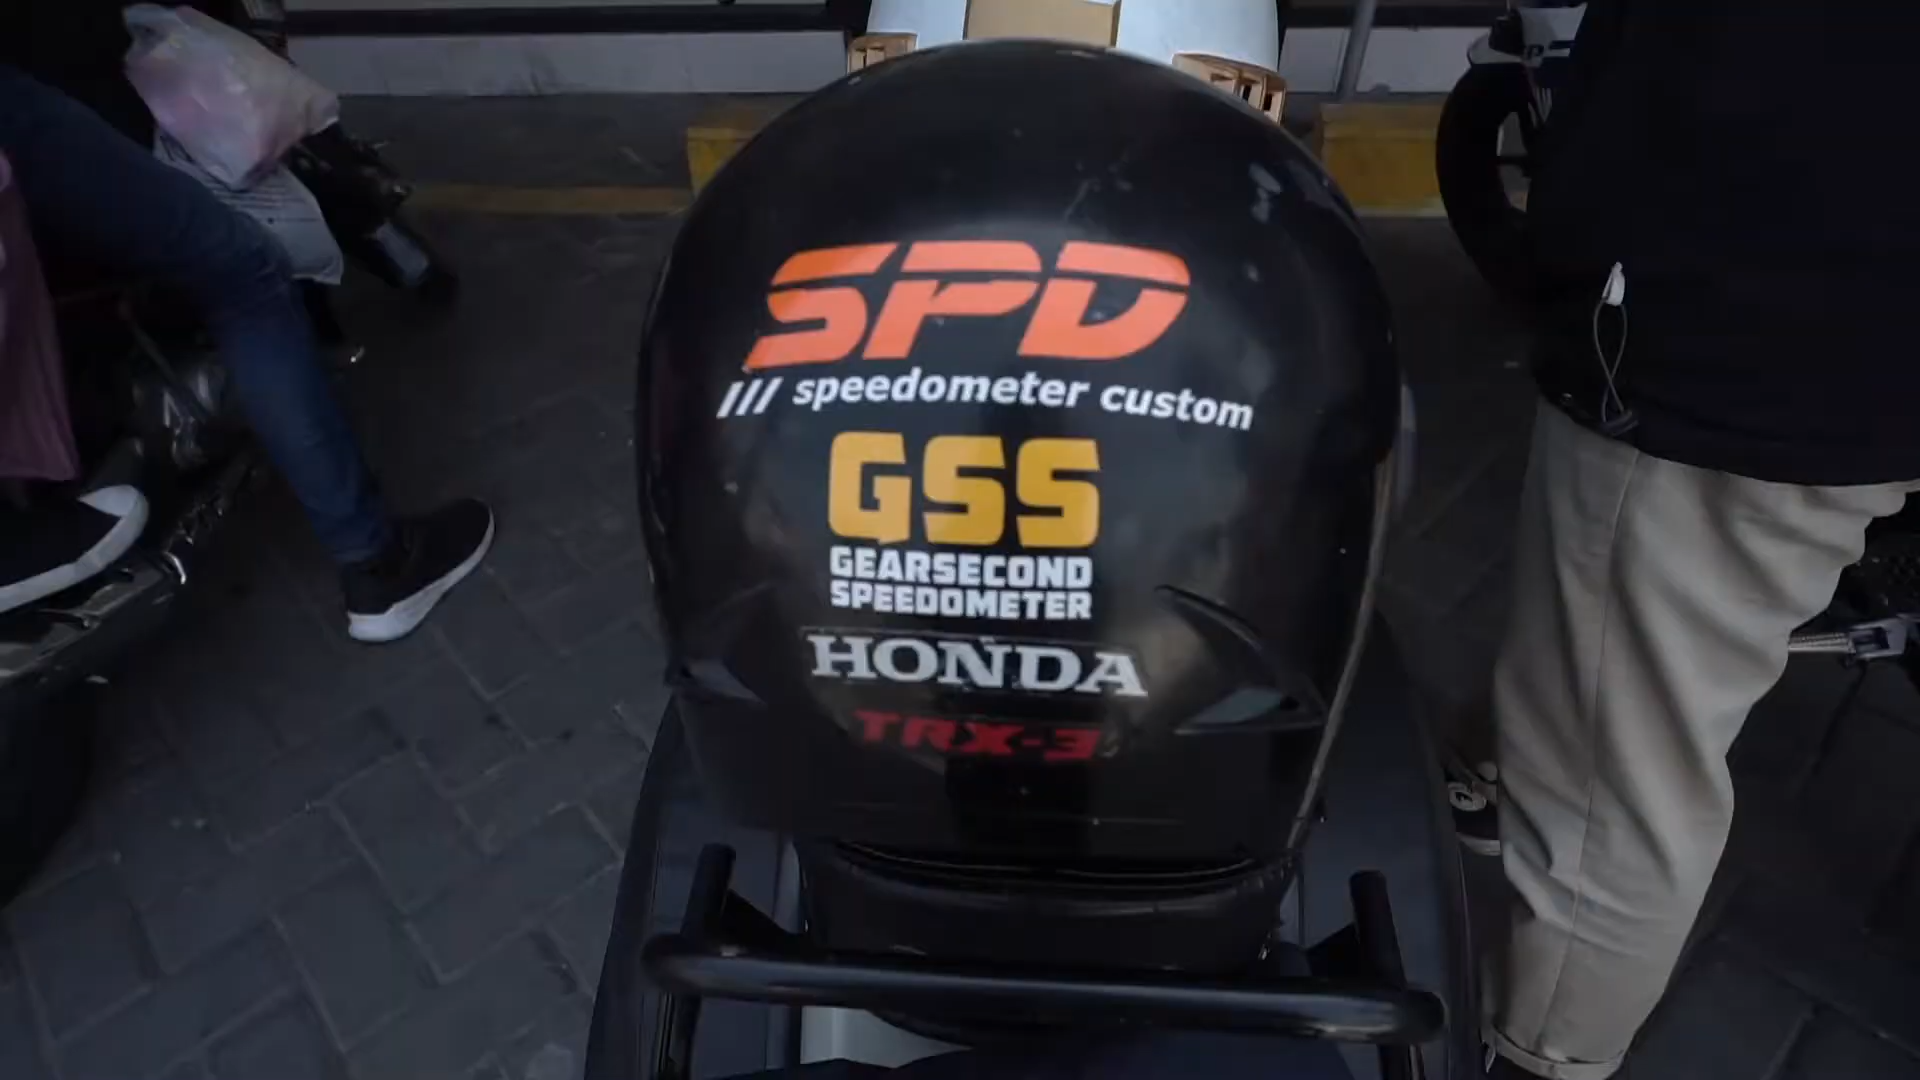 SPD
/// speedometer custom
GSS
GEARSECOND
SPEEDOMETER
HONDA
TRX-3